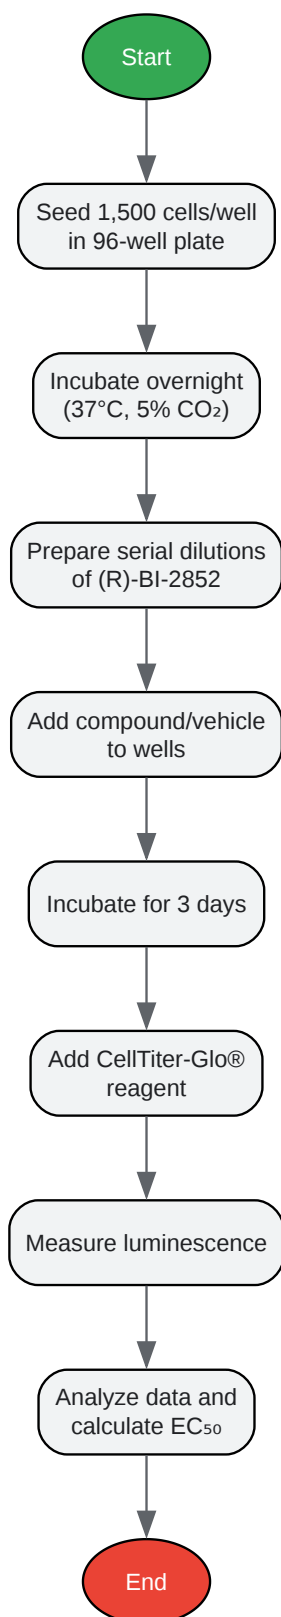 Start
Seed 1,500 cells/well
in 96-well plate
Incubate overnight
(37°C, 5% CO₂)
Prepare serial dilutions
of (R)-BI-2852
Add compound/vehicle
to wells
Incubate for 3 days
Add CellTiter-Glo®
reagent
Measure luminescence
Analyze data and
calculate EC₅₀
End